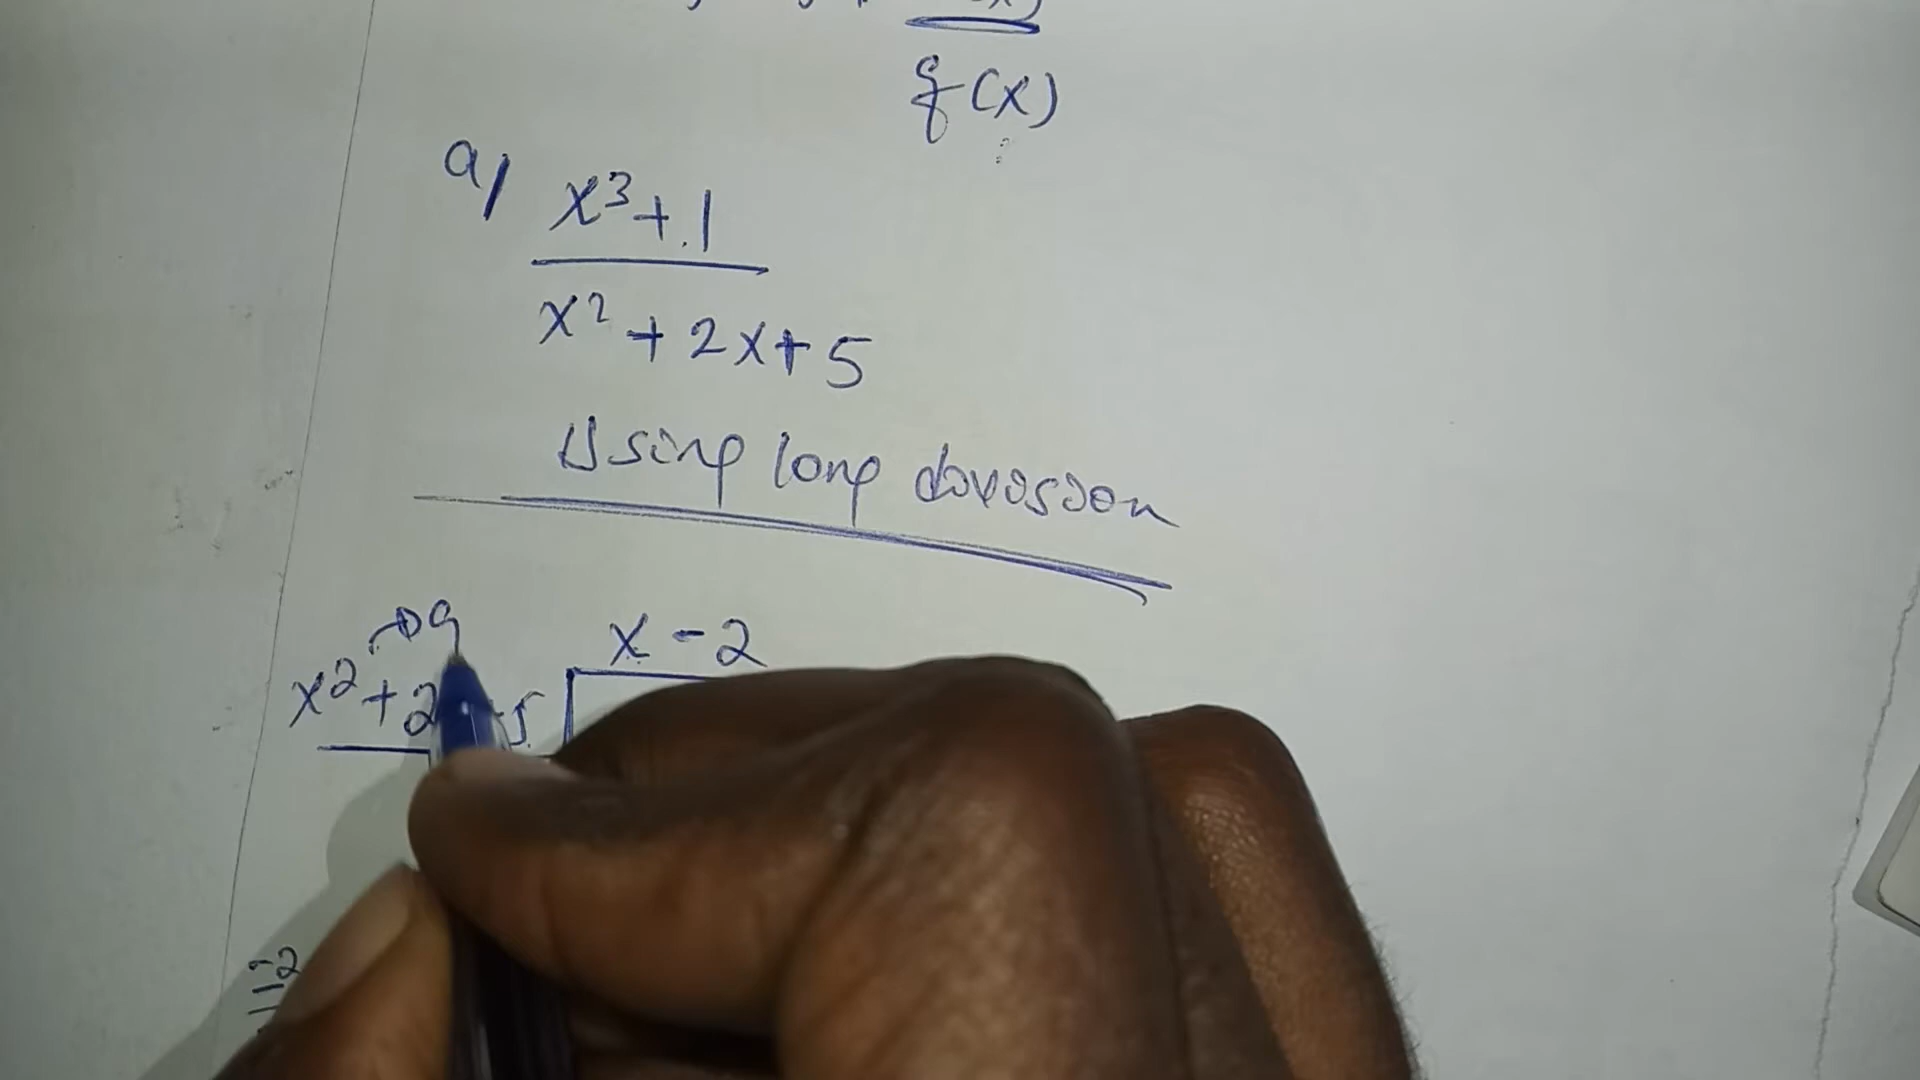 q(x)
a/ x³+1
x² + 2x + 5
Using long division
q
x - 2
x² + 2